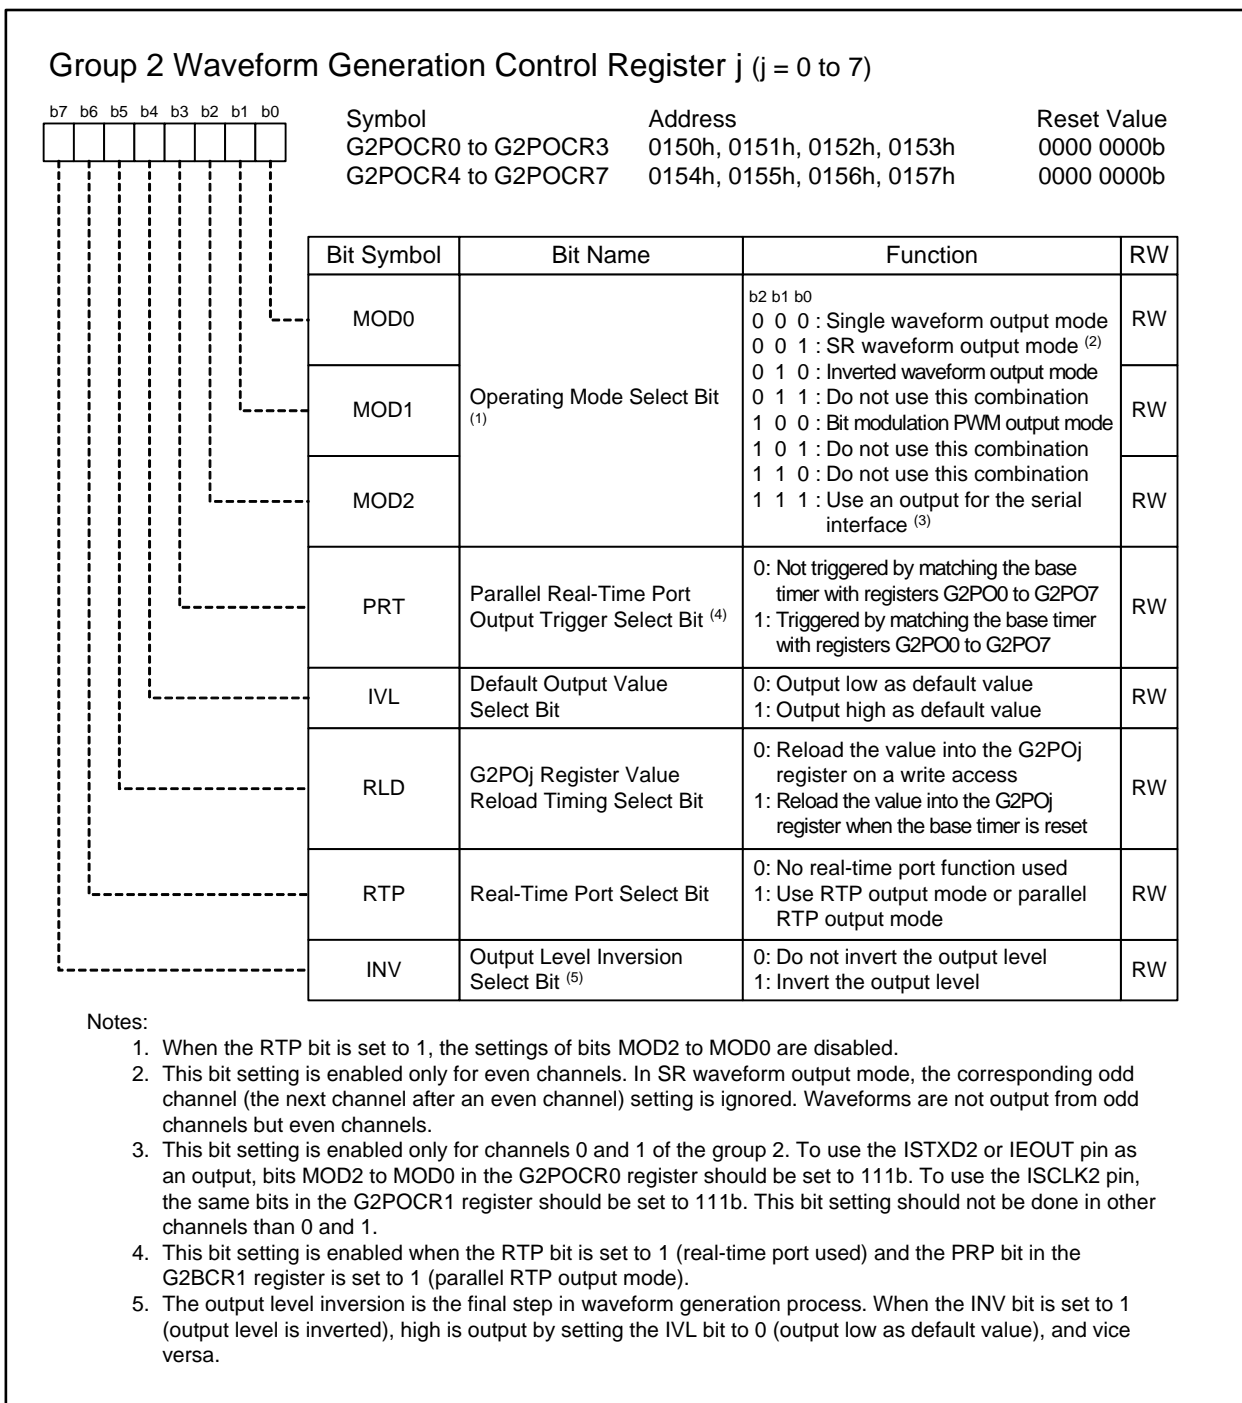 Group 2 Waveform Generation Control Register j (j = 0 to 7)
b7 b6 b5 b4 b3 b2 b1 b0
Symbol Address Reset Value
G2POCR0 to G2POCR3 0150h, 0151h, 0152h, 0153h 0000 0000b
G2POCR4 to G2POCR7 0154h, 0155h, 0156h, 0157h 0000 0000b
Bit Symbol Bit Name Function RW
MOD0 RW
MOD1 RW
MOD2 RW
Operating Mode Select Bit
(1)
b2 b1 b0
0 0 0 : Single waveform output mode
0 0 1 : SR waveform output mode (2)
0 1 0 : Inverted waveform output mode
0 1 1 : Do not use this combination
1 0 0 : Bit modulation PWM output mode
1 0 1 : Do not use this combination
1 1 0 : Do not use this combination
1 1 1 : Use an output for the serial
interface (3)
PRT
Parallel Real-Time Port
Output Trigger Select Bit (4)
0: Not triggered by matching the base
timer with registers G2PO0 to G2PO7
1: Triggered by matching the base timer
with registers G2PO0 to G2PO7
RW
IVL
Default Output Value
Select Bit
0: Output low as default value
1: Output high as default value
RW
RLD
G2POj Register Value
Reload Timing Select Bit
0: Reload the value into the G2POj
register on a write access
1: Reload the value into the G2POj
register when the base timer is reset
RW
RTP
Real-Time Port Select Bit
0: No real-time port function used
1: Use RTP output mode or parallel
RTP output mode
RW
INV
Output Level Inversion
Select Bit (5)
0: Do not invert the output level
1: Invert the output level
RW
Notes:
1. When the RTP bit is set to 1, the settings of bits MOD2 to MOD0 are disabled.
2. This bit setting is enabled only for even channels. In SR waveform output mode, the corresponding odd
channel (the next channel after an even channel) setting is ignored. Waveforms are not output from odd
channels but even channels.
3. This bit setting is enabled only for channels 0 and 1 of the group 2. To use the ISTXD2 or IEOUT pin as
an output, bits MOD2 to MOD0 in the G2POCR0 register should be set to 111b. To use the ISCLK2 pin,
the same bits in the G2POCR1 register should be set to 111b. This bit setting should not be done in other
channels than 0 and 1.
4. This bit setting is enabled when the RTP bit is set to 1 (real-time port used) and the PRP bit in the
G2BCR1 register is set to 1 (parallel RTP output mode).
5. The output level inversion is the final step in waveform generation process. When the INV bit is set to 1
(output level is inverted), high is output by setting the IVL bit to 0 (output low as default value), and vice
versa.